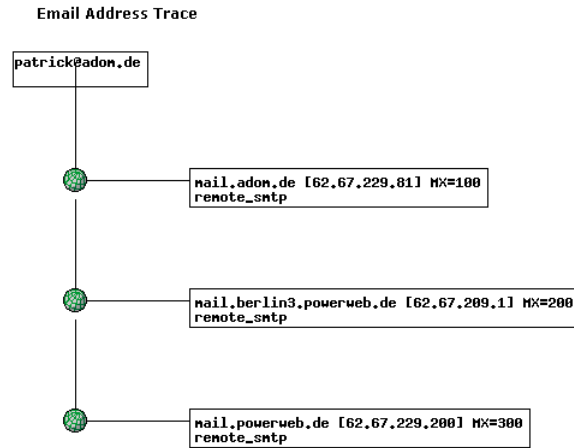 Email Address Trace
patrick@adom.de
mail.adom.de [62.67.229.81] MX=100
remote_smtp
mail.berlin3.powerweb.de [62.67.209.1] MX=200
remote_smtp
mail.powerweb.de [62.67.229.200] MX=300
remote_smtp